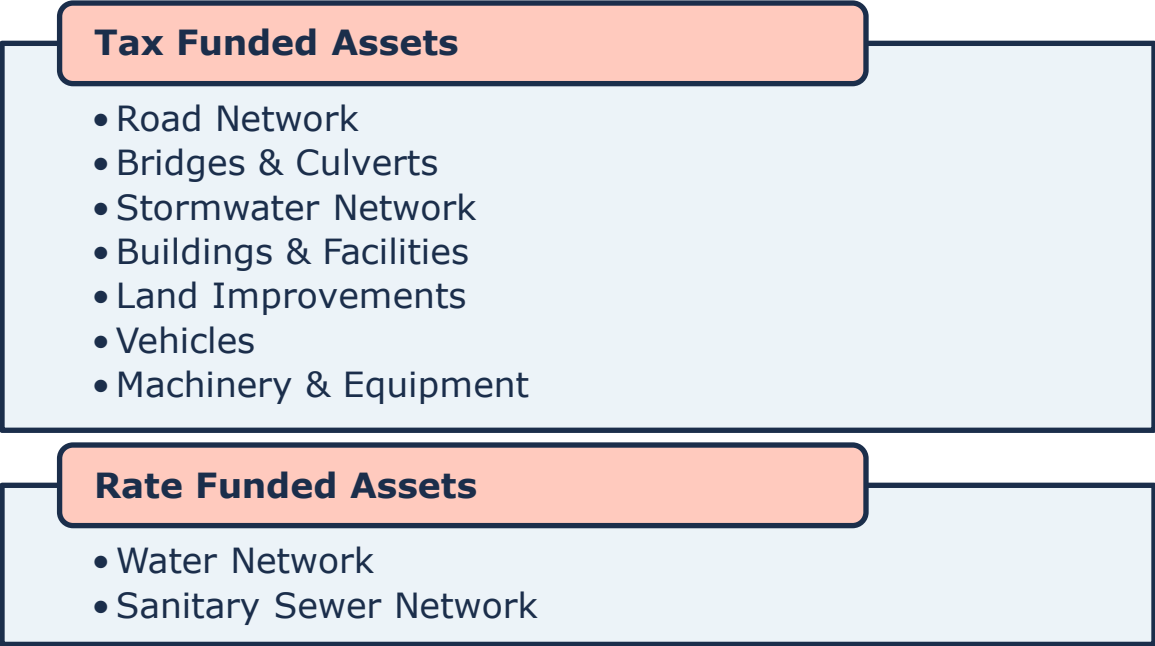 Tax Funded Assets
• Road Network
• Bridges & Culverts
• Stormwater Network
• Buildings & Facilities
• Land Improvements
• Vehicles
• Machinery & Equipment
Rate Funded Assets
• Water Network
• Sanitary Sewer Network